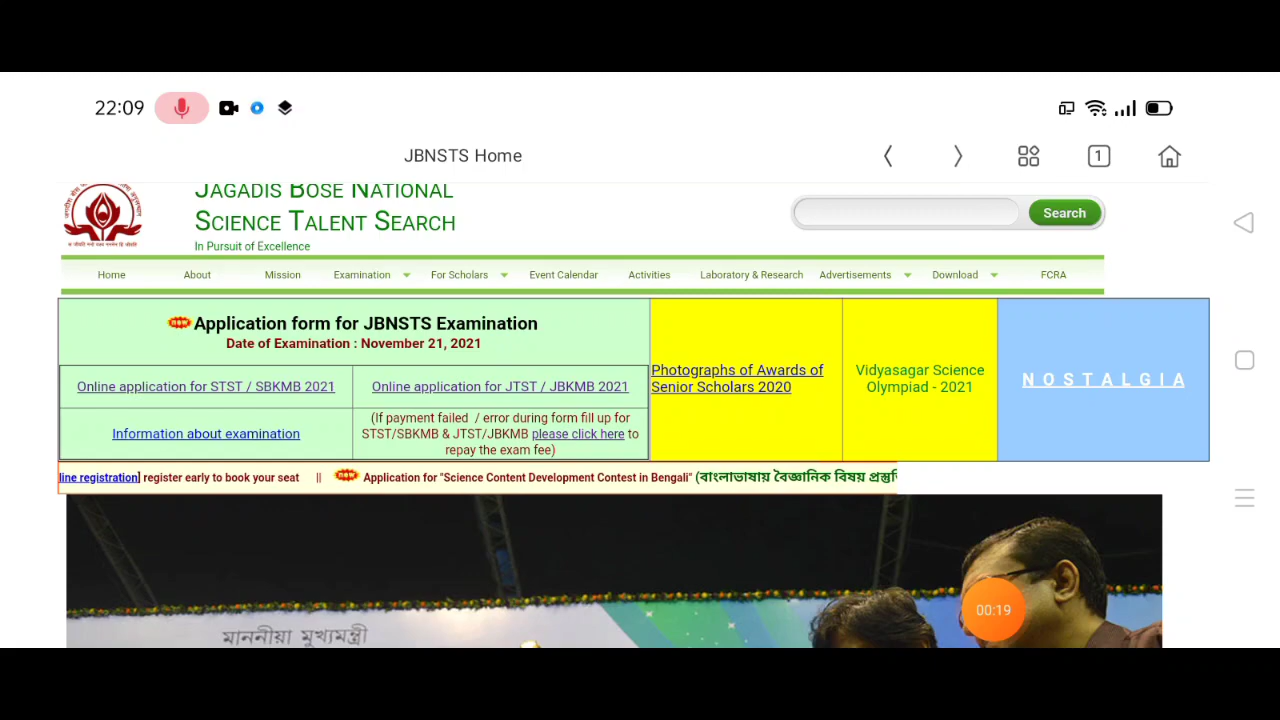 22:09
JBNSTS Home
1
JAGADIS BOSE NATIONAL
SCIENCE TALENT SEARCH
In Pursuit of Excellence
Search
Home About Mission Examination For Scholars Event Calendar Activities Laboratory & Research Advertisements Download FCRA
NEW Application form for JBNSTS Examination
Date of Examination : November 21, 2021
Online application for STST / SBKMB 2021
Online application for JTST / JBKMB 2021
Information about examination
(If payment failed / error during form fill up for
STST/SBKMB & JTST/JBKMB please click here to
repay the exam fee)
Photographs of Awards of
Senior Scholars 2020
Vidyasagar Science
Olympiad - 2021
N O S T A L G I A
line registration] register early to book your seat || NEW Application for "Science Content Development Contest in Bengali" (বাংলাভাষায় বৈজ্ঞানিক বিষয়
মাননীয়া মুখ্যমন্ত্রী
00:19